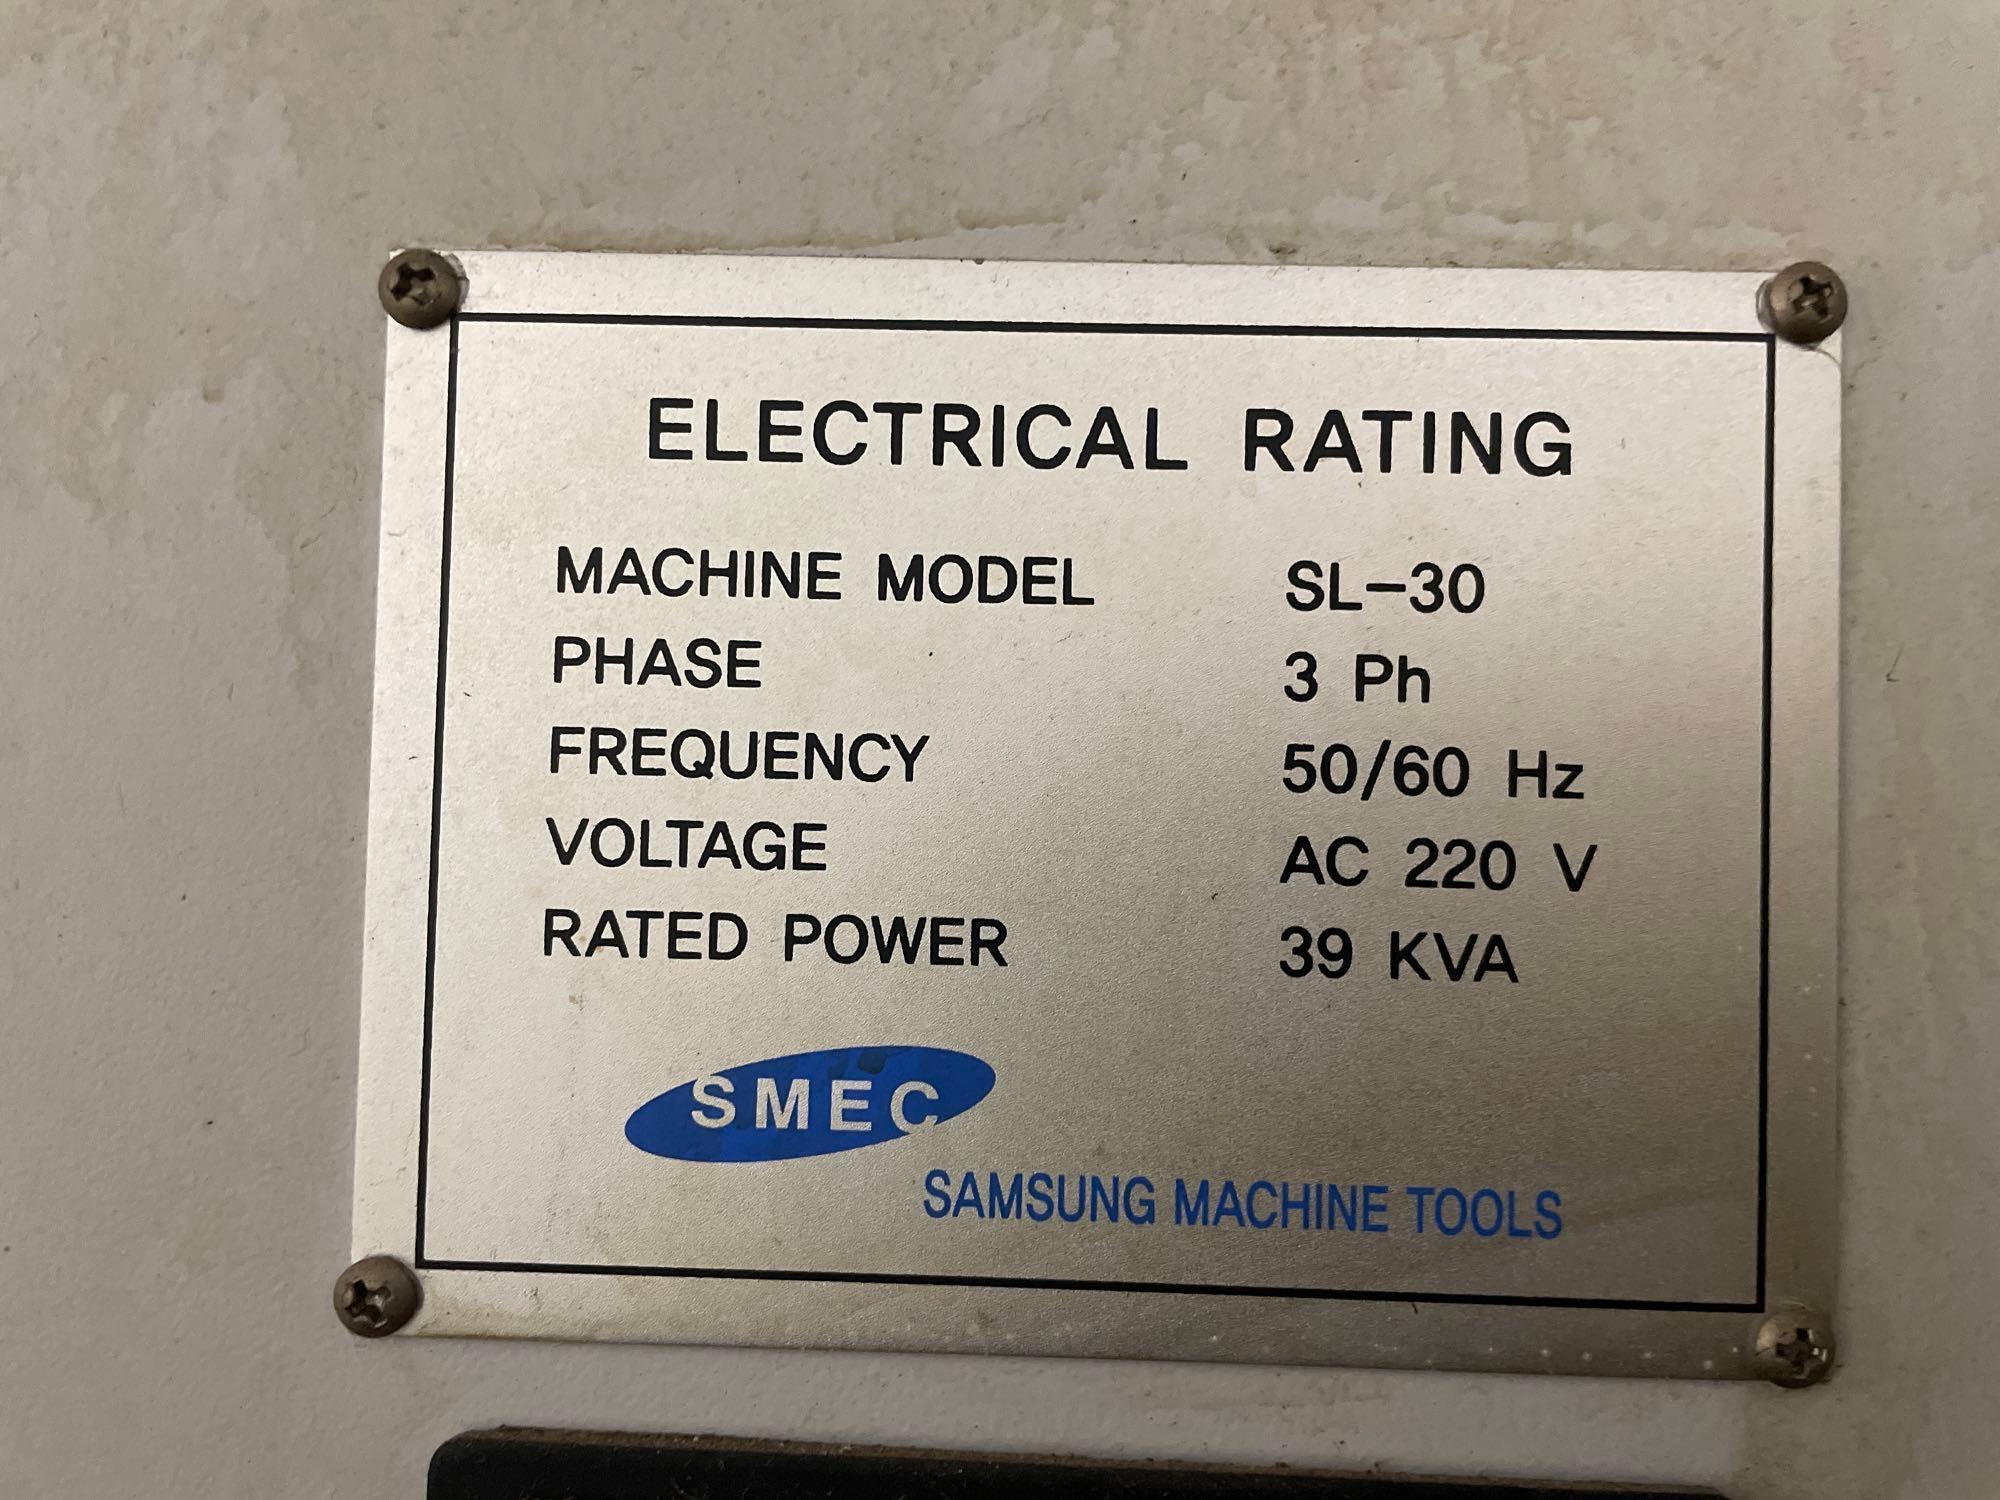 ELECTRICAL RATING
MACHINE MODEL SL-30
PHASE 3 Ph
FREQUENCY 50/60 Hz
VOLTAGE AC 220 V
RATED POWER 39 KVA
SMEC
SAMSUNG MACHINE TOOLS